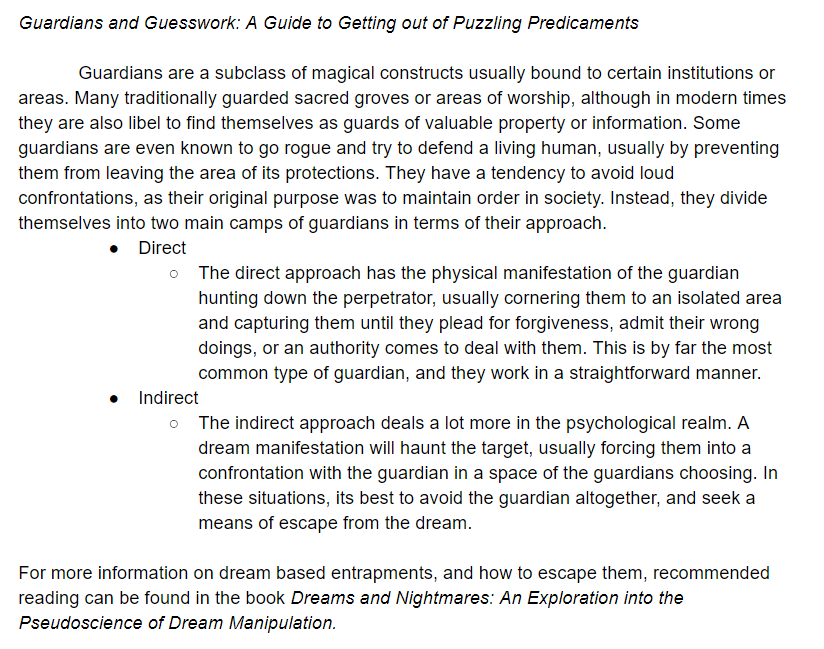 Guardians and Guesswork: A Guide to Getting out of Puzzling Predicaments
Guardians are a subclass of magical constructs usually bound to certain institutions or
areas. Many traditionally guarded sacred groves or areas of worship, although in modern times
they are also libel to find themselves as guards of valuable property or information. Some
guardians are even known to go rogue and try to defend a living human, usually by preventing
them from leaving the area of its protections. They have a tendency to avoid loud
confrontations, as their original purpose was to maintain order in society. Instead, they divide
themselves into two main camps of guardians in terms of their approach.
● Direct
○ The direct approach has the physical manifestation of the guardian
hunting down the perpetrator, usually cornering them to an isolated area
and capturing them until they plead for forgiveness, admit their wrong
doings, or an authority comes to deal with them. This is by far the most
common type of guardian, and they work in a straightforward manner.
● Indirect
○ The indirect approach deals a lot more in the psychological realm. A
dream manifestation will haunt the target, usually forcing them into a
confrontation with the guardian in a space of the guardians choosing. In
these situations, its best to avoid the guardian altogether, and seek a
means of escape from the dream.
For more information on dream based entrapments, and how to escape them, recommended
reading can be found in the book Dreams and Nightmares: An Exploration into the
Pseudoscience of Dream Manipulation.